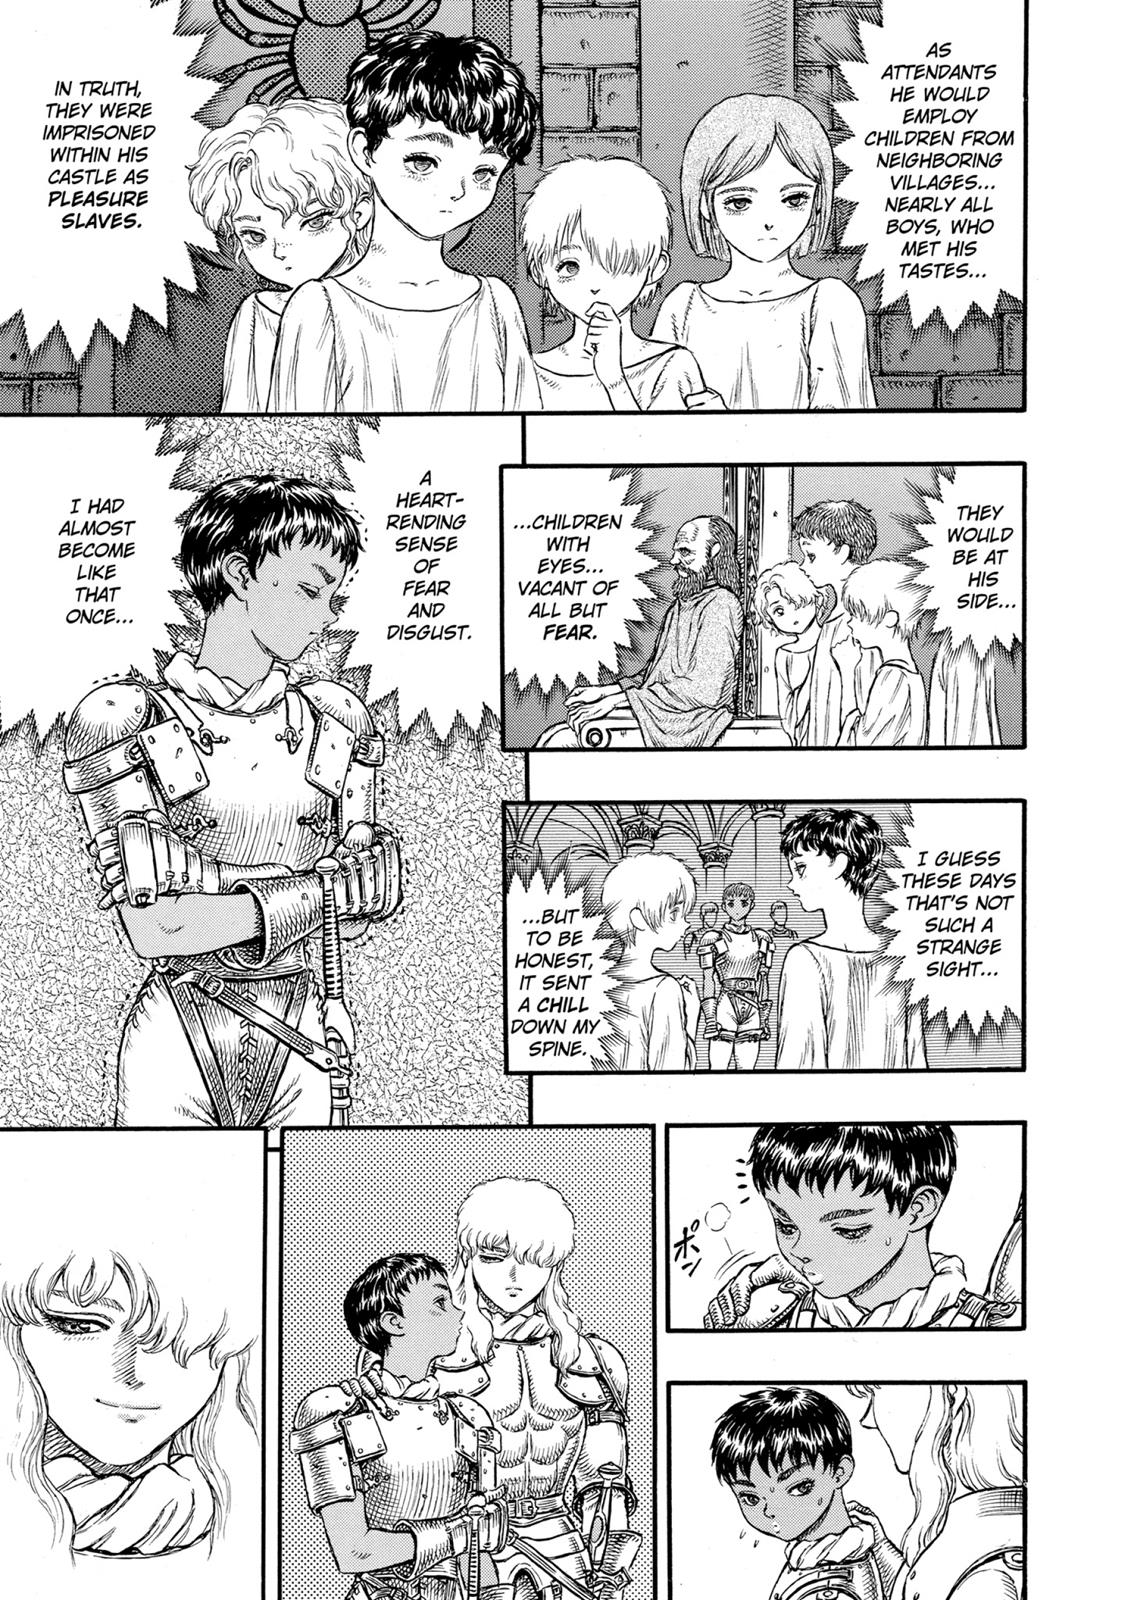 AS
ATTENDANTS
HE WOULD
EMPLOY
CHILDREN FROM
NEIGHBORING
VILLAGES...
NEARLY ALL
BOYS, WHO
MET HIS
TASTES...
IN TRUTH,
THEY WERE
IMPRISONED
WITHIN HIS
CASTLE AS
PLEASURE
SLAVES.
THEY
WOULD
BE AT
HIS
SIDE...
...CHILDREN
WITH
EYES...
VACANT OF
ALL BUT
FEAR.
I GUESS
THESE DAYS
THAT'S NOT
SUCH A
STRANGE
SIGHT...
...BUT
TO BE
HONEST,
IT SENT
A CHILL
DOWN MY
SPINE.
A
HEART-
RENDING
SENSE
OF
FEAR
AND
DISGUST.
I HAD
ALMOST
BECOME
LIKE
THAT
ONCE...
ポン